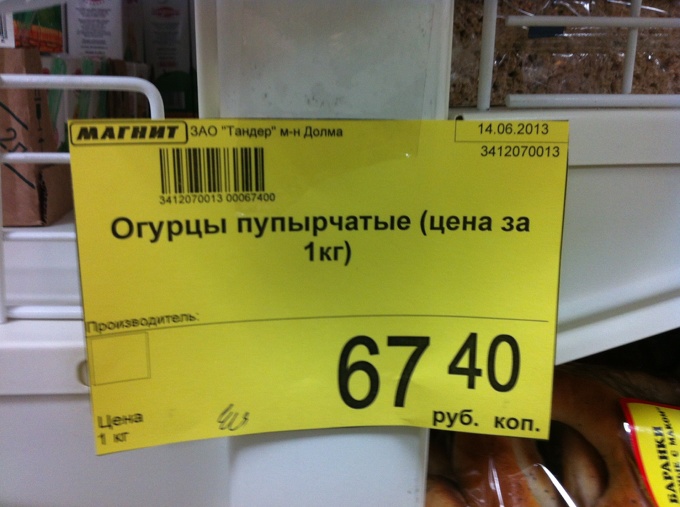 МАГНИТ ЗАО "Тандер" м-н Долма
14.06.2013
3412070013
3412070013 00067400
Огурцы пупырчатые (цена за
1кг)
Производитель:
67 40
руб. коп.
Цена
1 кг
БАРАНКИ